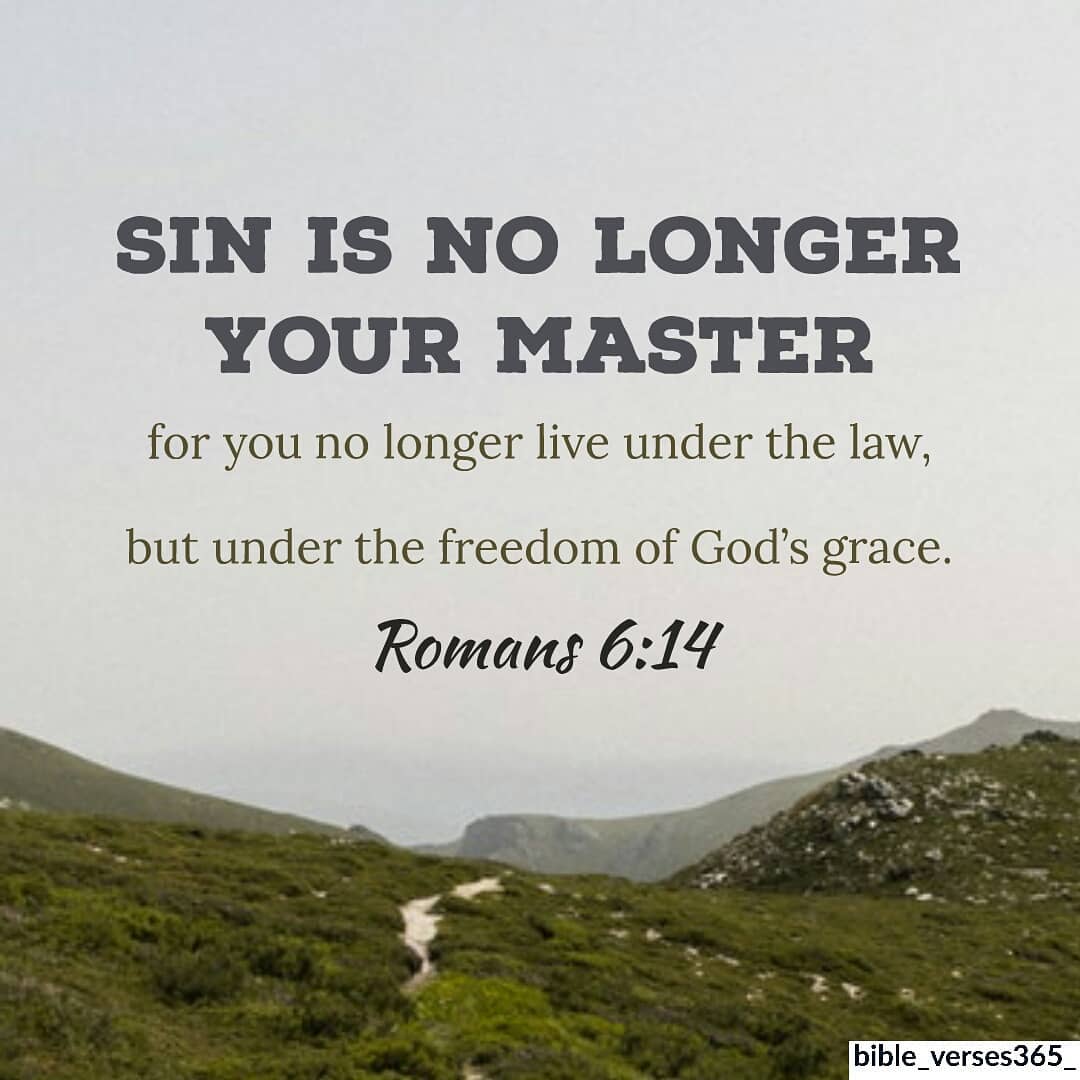 SIN IS NO LONGER
YOUR MASTER
for you no longer live under the law,
but under the freedom of God’s grace.
Romans 6:14
bible_verses365_